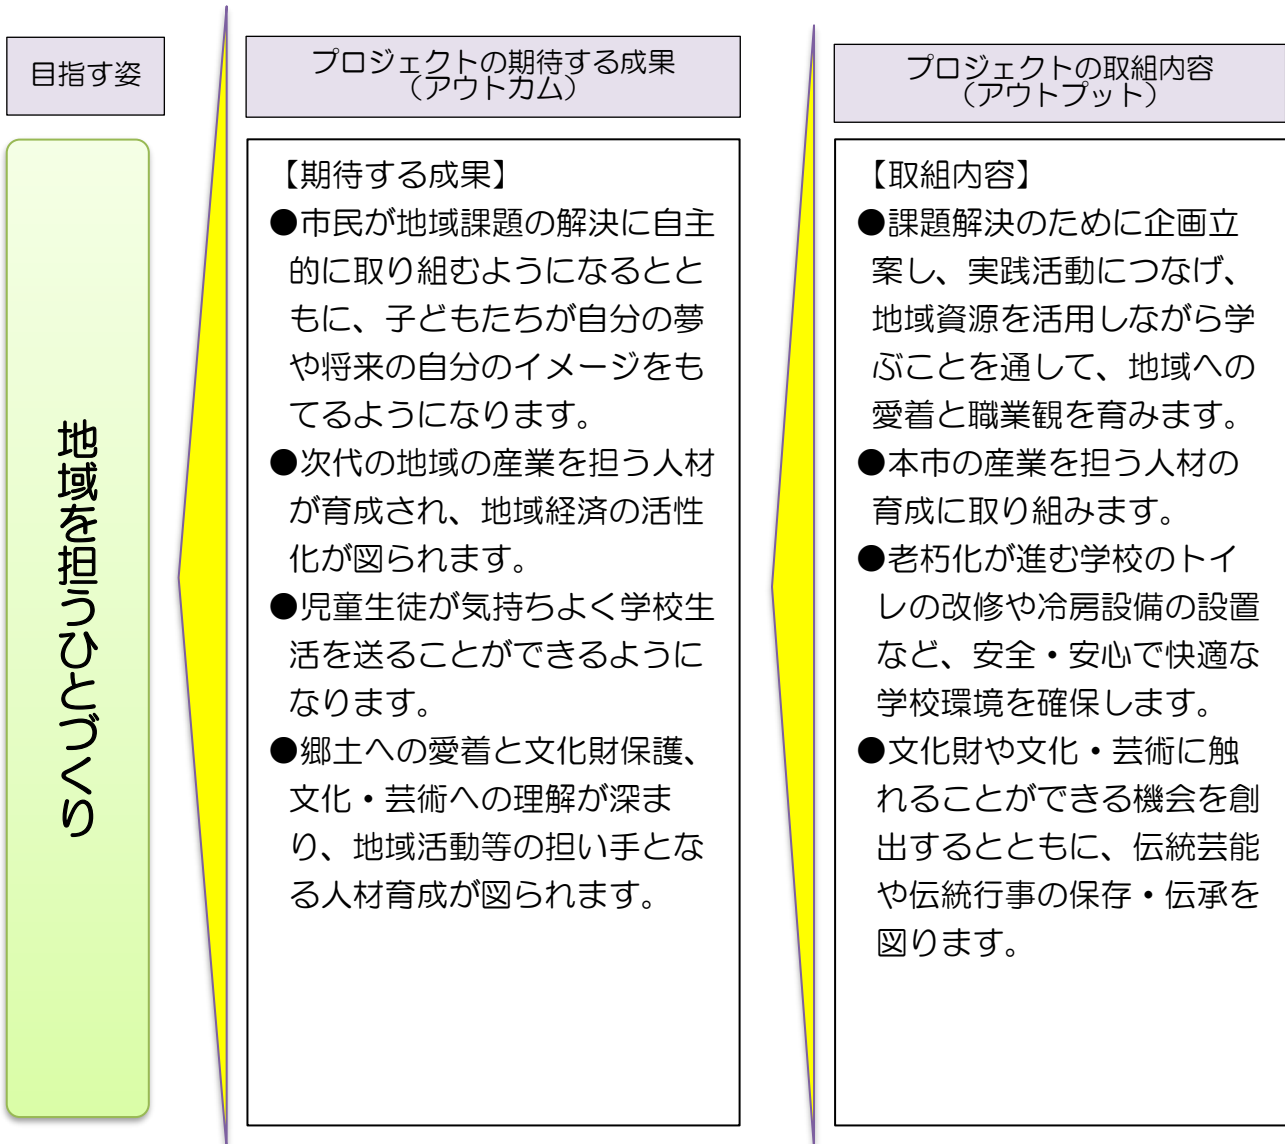 目指す姿
地域を担うひとづくり
プロジェクトの期待する成果
（アウトカム）
【期待する成果】
●市民が地域課題の解決に自主
的に取り組むようになるとと
もに、子どもたちが自分の夢
や将来の自分のイメージをも
てるようになります。
●次代の地域の産業を担う人材
が育成され、地域経済の活性
化が図られます。
●児童生徒が気持ちよく学校生
活を送ることができるように
なります。
●郷土への愛着と文化財保護、
文化・芸術への理解が深ま
り、地域活動等の担い手とな
る人材育成が図られます。
プロジェクトの取組内容
（アウトプット）
【取組内容】
●課題解決のために企画立
案し、実践活動につなげ、
地域資源を活用しながら学
ぶことを通して、地域への
愛着と職業観を育みます。
●本市の産業を担う人材の
育成に取り組みます。
●老朽化が進む学校のトイ
レの改修や冷房設備の設置
など、安全・安心で快適な
学校環境を確保します。
●文化財や文化・芸術に触
れることができる機会を創
出するとともに、伝統芸能
や伝統行事の保存・伝承を
図ります。